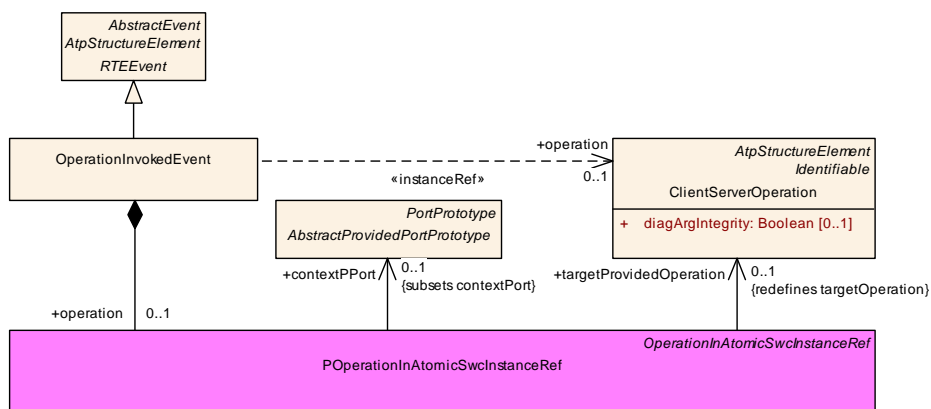 AbstractEvent
AtpStructureElement
RTEEvent
OperationInvokedEvent
+operation
0..1
«instanceRef»
AtpStructureElement
Identifiable
ClientServerOperation
+ diagArgIntegrity: Boolean [0..1]
PortPrototype
AbstractProvidedPortPrototype
+contextPPort
0..1
{subsets contextPort}
+targetProvidedOperation
0..1
{redefines targetOperation}
+operation
0..1
OperationInAtomicSwcInstanceRef
POperationInAtomicSwcInstanceRef